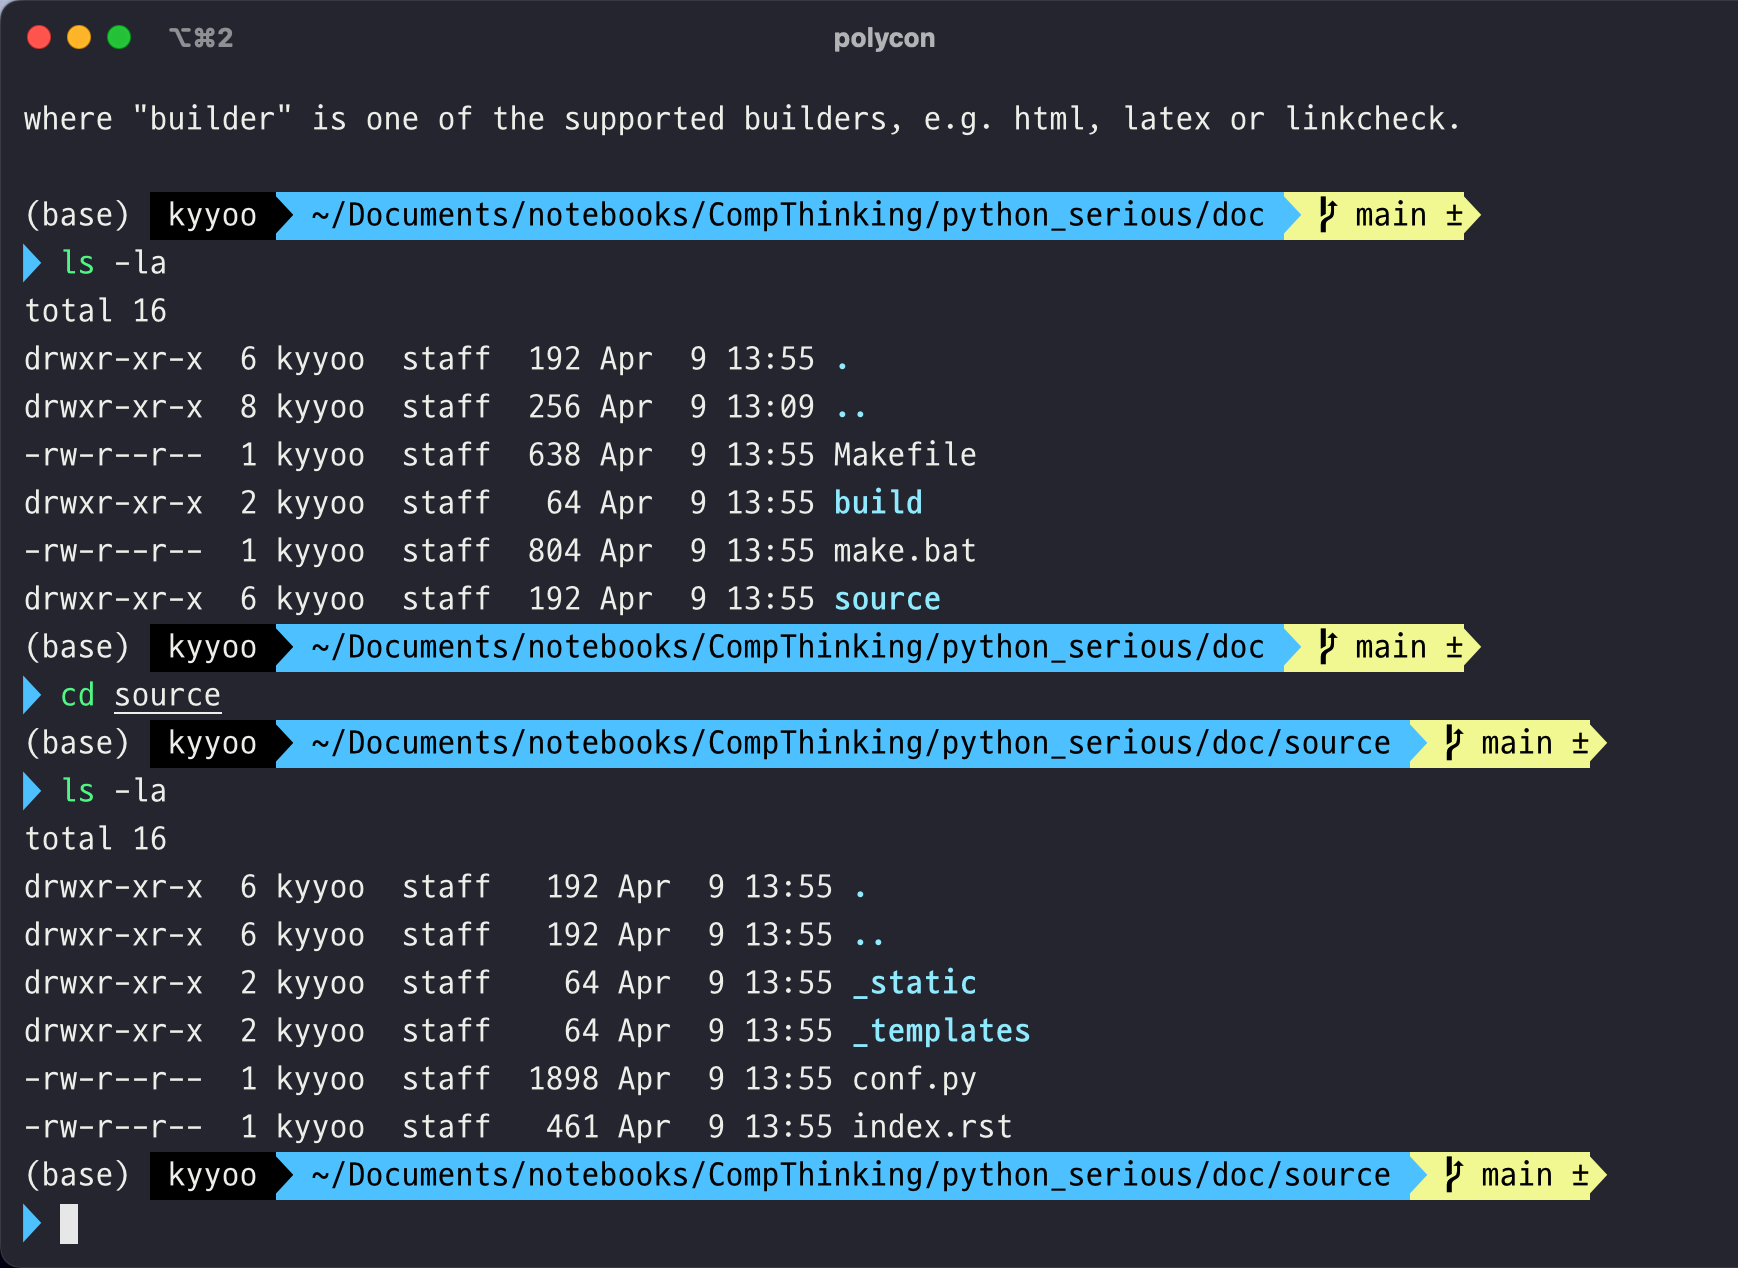 ⌥⌘2 polycon
where "builder" is one of the supported builders, e.g. html, latex or linkcheck.
(base) kyyoo ~/Documents/notebooks/CompThinking/python_serious/doc main ±
ls -la
total 16
drwxr-xr-x  6 kyyoo  staff  192 Apr  9 13:55 .
drwxr-xr-x  8 kyyoo  staff  256 Apr  9 13:09 ..
-rw-r--r--  1 kyyoo  staff  638 Apr  9 13:55 Makefile
drwxr-xr-x  2 kyyoo  staff   64 Apr  9 13:55 build
-rw-r--r--  1 kyyoo  staff  804 Apr  9 13:55 make.bat
drwxr-xr-x  6 kyyoo  staff  192 Apr  9 13:55 source
(base) kyyoo ~/Documents/notebooks/CompThinking/python_serious/doc main ±
cd source
(base) kyyoo ~/Documents/notebooks/CompThinking/python_serious/doc/source main ±
ls -la
total 16
drwxr-xr-x  6 kyyoo  staff   192 Apr  9 13:55 .
drwxr-xr-x  6 kyyoo  staff   192 Apr  9 13:55 ..
drwxr-xr-x  2 kyyoo  staff    64 Apr  9 13:55 _static
drwxr-xr-x  2 kyyoo  staff    64 Apr  9 13:55 _templates
-rw-r--r--  1 kyyoo  staff  1898 Apr  9 13:55 conf.py
-rw-r--r--  1 kyyoo  staff   461 Apr  9 13:55 index.rst
(base) kyyoo ~/Documents/notebooks/CompThinking/python_serious/doc/source main ±